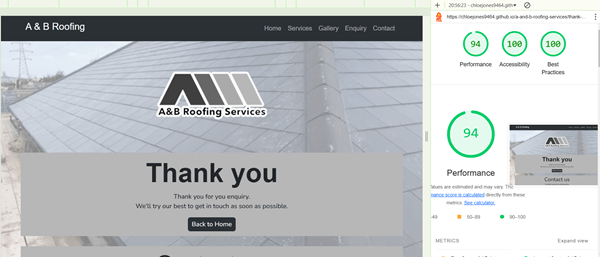 A & B Roofing
Home Services Gallery Enquiry Contact
A&B Roofing Services
Thank you
Thank you for you enquiry.
We'll try our best to get in touch as soon as possible.
Back to Home
20:56:23 - chloejones9464.gith
https://chloejones9464.github.io/a-and-b-roofing-services/thank-...
94 100 100
Performance Accessibility Best
Practices
94
Performance
Values are estimated and may vary. The
mance score is calculated directly from these
metrics. See calculator.
-49 50–89 90–100
Thank you
Contact us
METRICS Expand view